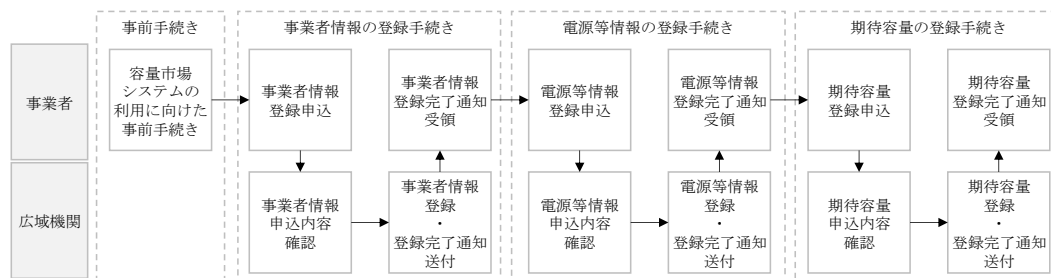 事前手続き
事業者情報の登録手続き
電源等情報の登録手続き
期待容量の登録手続き
事業者
容量市場
システムの
利用に向けた
事前手続き
事業者情報
登録申込
事業者情報
登録完了通知
受領
電源等情報
登録申込
電源等情報
登録完了通知
受領
期待容量
登録申込
期待容量
登録完了通知
受領
広域機関
事業者情報
申込内容
確認
事業者情報
登録
・
登録完了通知
送付
電源等情報
申込内容
確認
電源等情報
登録
・
登録完了通知
送付
期待容量
申込内容
確認
期待容量
登録
・
登録完了通知
送付